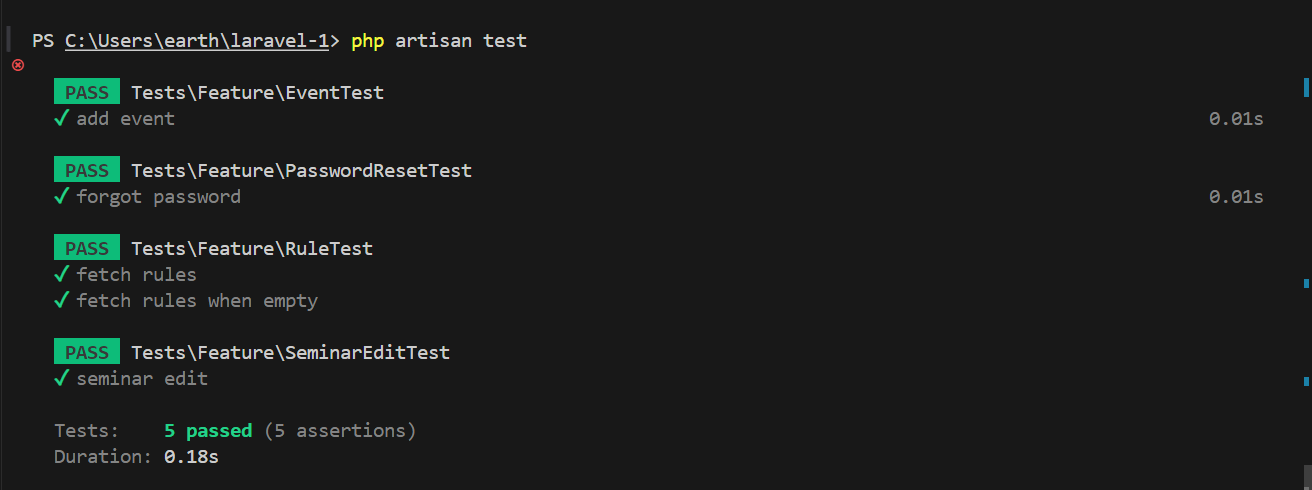 PS C:\Users\earth\laravel-1> php artisan test
PASS Tests\Feature\EventTest
✓ add event 0.01s
PASS Tests\Feature\PasswordResetTest
✓ forgot password 0.01s
PASS Tests\Feature\RuleTest
✓ fetch rules
✓ fetch rules when empty
PASS Tests\Feature\SeminarEditTest
✓ seminar edit
Tests: 5 passed (5 assertions)
Duration: 0.18s